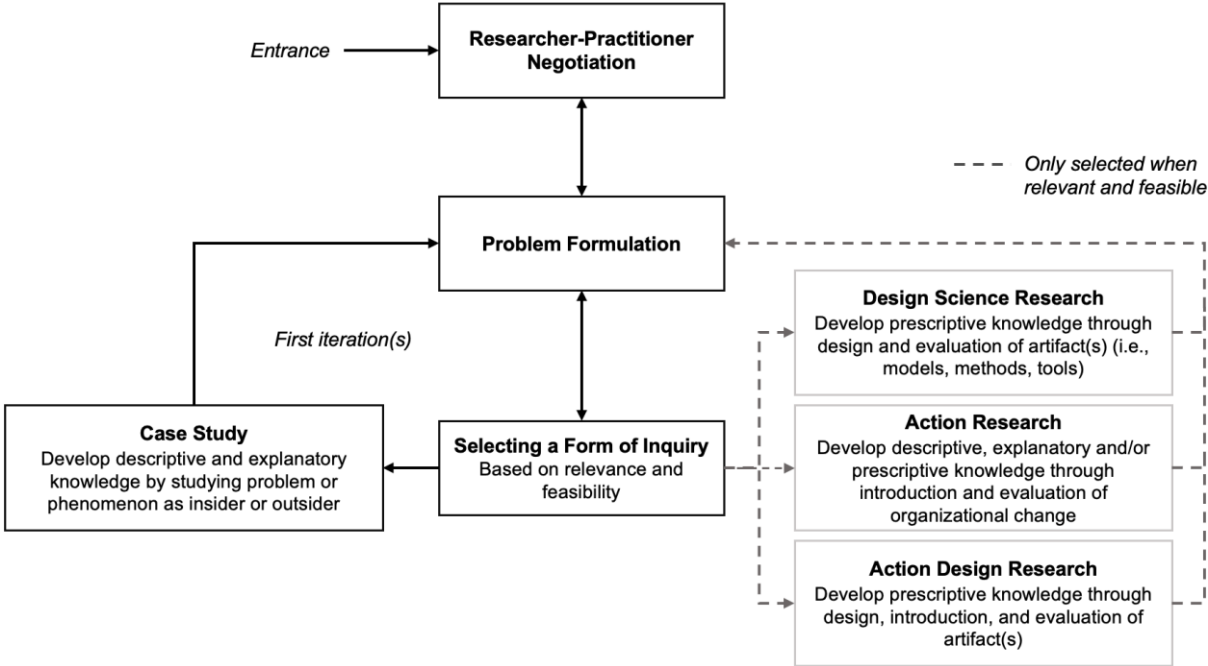 Entrance
Researcher-Practitioner
Negotiation
Only selected when
relevant and feasible
Problem Formulation
First iteration(s)
Case Study
Develop descriptive and explanatory
knowledge by studying problem or
phenomenon as insider or outsider
Selecting a Form of Inquiry
Based on relevance and
feasibility
Design Science Research
Develop prescriptive knowledge through
design and evaluation of artifact(s) (i.e.,
models, methods, tools)
Action Research
Develop descriptive, explanatory and/or
prescriptive knowledge through
introduction and evaluation of
organizational change
Action Design Research
Develop prescriptive knowledge through
design, introduction, and evaluation of
artifact(s)